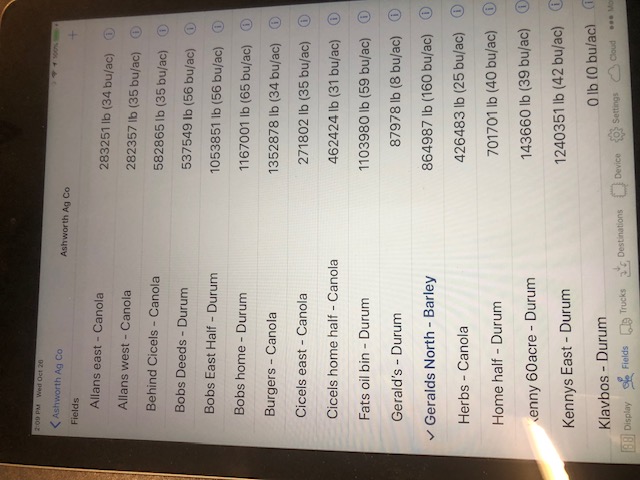 2:09 PM Wed Oct 26 100%
Ashworth Ag Co Ashworth Ag Co
Fields
Allans east - Canola 283251 lb (34 bu/ac)
Allans west - Canola 282357 lb (35 bu/ac)
Behind Cicels - Canola 582865 lb (35 bu/ac)
Bobs Deeds - Durum 537549 lb (56 bu/ac)
Bobs East Half - Durum 1053851 lb (56 bu/ac)
Bobs home - Durum 1167001 lb (65 bu/ac)
Burgers - Canola 1352878 lb (34 bu/ac)
Cicels east - Canola 271802 lb (35 bu/ac)
Cicels home half - Canola 462424 lb (31 bu/ac)
Fats oil bin - Durum 1103980 lb (59 bu/ac)
Gerald's - Durum 87978 lb (8 bu/ac)
Geralds North - Barley 864987 lb (160 bu/ac)
Herbs - Canola 426483 lb (25 bu/ac)
Home half - Durum 701701 lb (40 bu/ac)
Kenny 60acre - Durum 143660 lb (39 bu/ac)
Kennys East - Durum 1240351 lb (42 bu/ac)
Klavbos - Durum 0 lb (0 bu/ac)
Display Fields Trucks Destinations Device Settings Cloud Mo